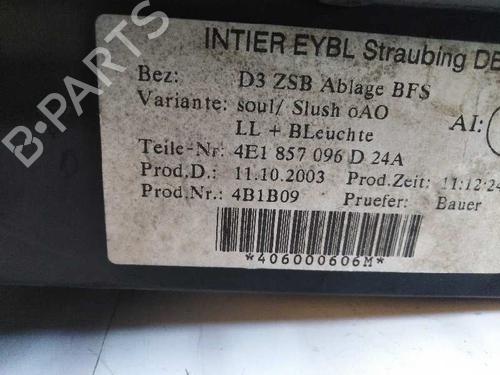 INTIER EYBL Straubing DE
Bez: D3 ZSB Ablage BFS
Variante: soul/ Slush oAO
LL + BLeuchte
AI:
Teile-Nr: 4E1 857 096 D 24A
Prod.D.: 11.10.2003 Prod.Zeit: 11:12:24
Prod.Nr.: 4B1B09 Pruefer: Bauer
*406000606M*
B-PARTS